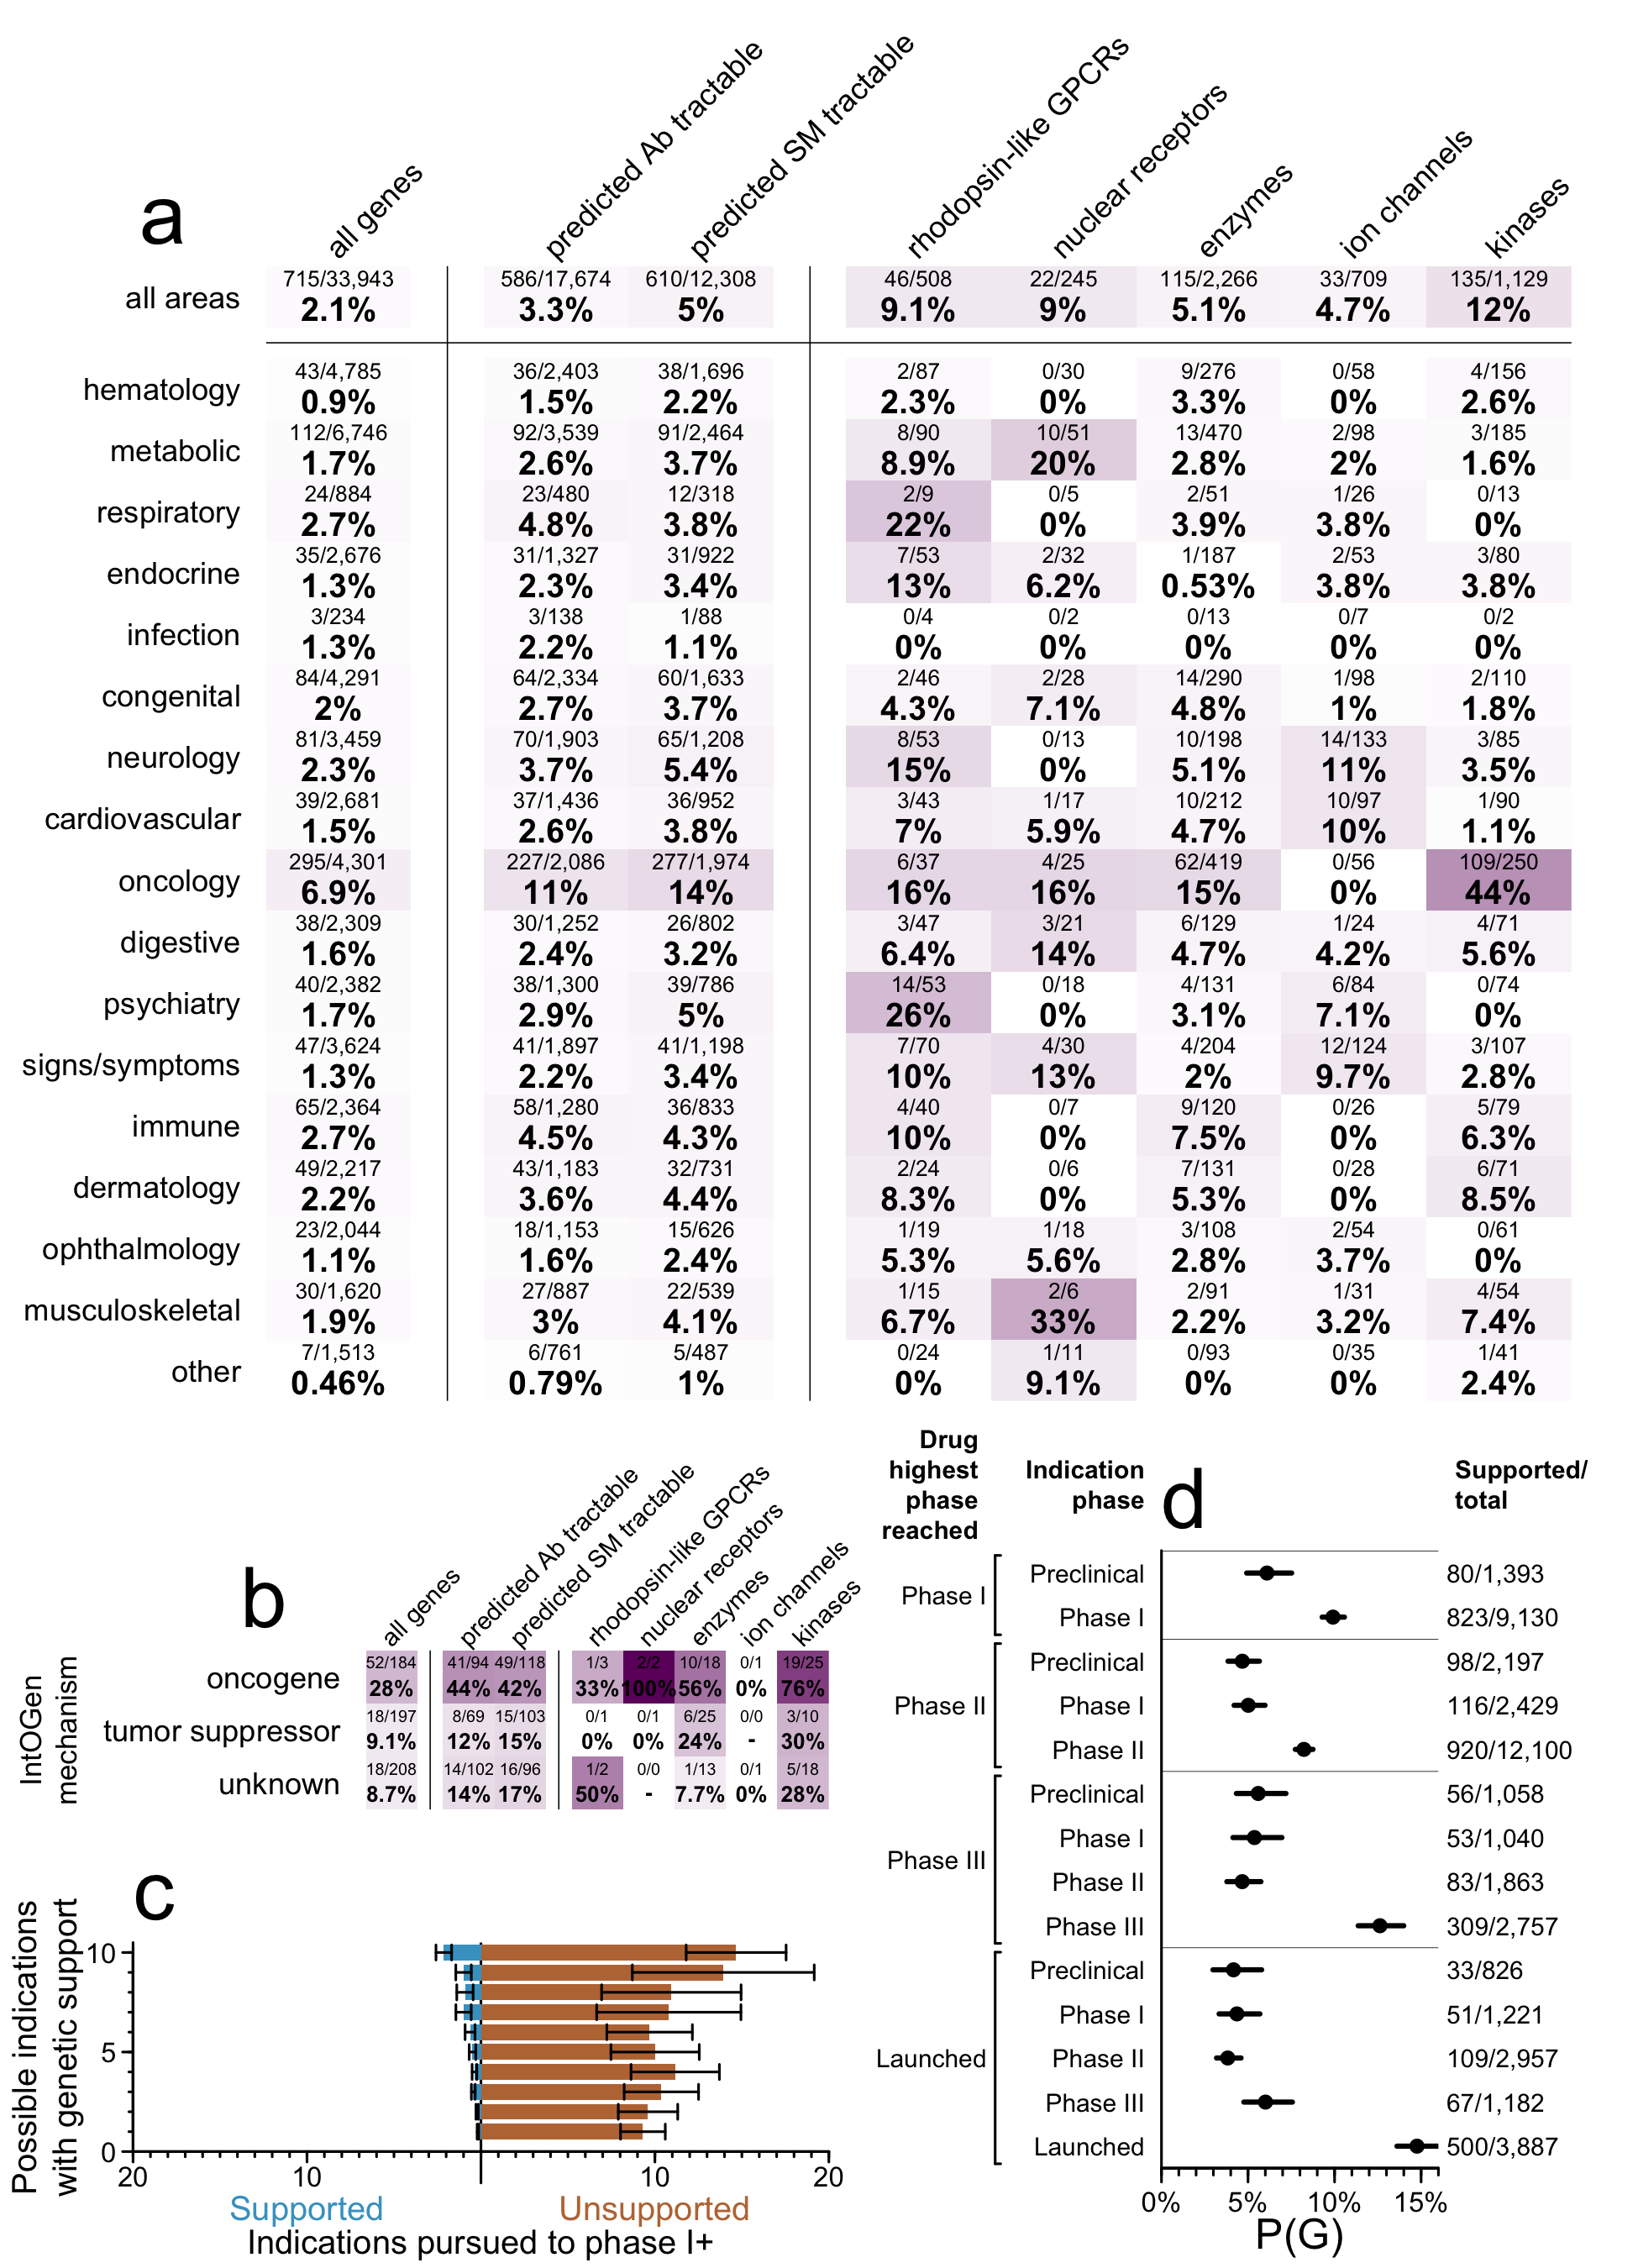 a
all genes
predicted Ab tractable
predicted SM tractable
rhodopsin-like GPCRs
nuclear receptors
enzymes
ion channels
kinases
all areas
715/33,943 586/17,674 610/12,308 46/508 22/245 115/2,266 33/709 135/1,129
2.1% 3.3% 5% 9.1% 9% 5.1% 4.7% 12%
hematology
43/4,785 36/2,403 38/1,696 2/87 0/30 9/276 0/58 4/156
0.9% 1.5% 2.2% 2.3% 0% 3.3% 0% 2.6%
metabolic
112/6,746 92/3,539 91/2,464 8/90 10/51 13/470 2/98 3/185
1.7% 2.6% 3.7% 8.9% 20% 2.8% 2% 1.6%
respiratory
24/884 23/480 12/318 2/9 0/5 2/51 1/26 0/13
2.7% 4.8% 3.8% 22% 0% 3.9% 3.8% 0%
endocrine
35/2,676 31/1,327 31/922 7/53 2/32 1/187 2/53 3/80
1.3% 2.3% 3.4% 13% 6.2% 0.53% 3.8% 3.8%
infection
3/234 3/138 1/88 0/4 0/2 0/13 0/7 0/2
1.3% 2.2% 1.1% 0% 0% 0% 0% 0%
congenital
84/4,291 64/2,334 60/1,633 2/46 2/28 14/290 1/98 2/110
2% 2.7% 3.7% 4.3% 7.1% 4.8% 1% 1.8%
neurology
81/3,459 70/1,903 65/1,208 8/53 0/13 10/198 14/133 3/85
2.3% 3.7% 5.4% 15% 0% 5.1% 11% 3.5%
cardiovascular
39/2,681 37/1,436 36/952 3/43 1/17 10/212 10/97 1/90
1.5% 2.6% 3.8% 7% 5.9% 4.7% 10% 1.1%
oncology
295/4,301 227/2,086 277/1,974 6/37 4/25 62/419 0/56 109/250
6.9% 11% 14% 16% 16% 15% 0% 44%
digestive
38/2,309 30/1,252 26/802 3/47 3/21 6/129 1/24 4/71
1.6% 2.4% 3.2% 6.4% 14% 4.7% 4.2% 5.6%
psychiatry
40/2,382 38/1,300 39/786 14/53 0/18 4/131 6/84 0/74
1.7% 2.9% 5% 26% 0% 3.1% 7.1% 0%
signs/symptoms
47/3,624 41/1,897 41/1,198 7/70 4/30 4/204 12/124 3/107
1.3% 2.2% 3.4% 10% 13% 2% 9.7% 2.8%
immune
65/2,364 58/1,280 36/833 4/40 0/7 9/120 0/26 5/79
2.7% 4.5% 4.3% 10% 0% 7.5% 0% 6.3%
dermatology
49/2,217 43/1,183 32/731 2/24 0/6 7/131 0/28 6/71
2.2% 3.6% 4.4% 8.3% 0% 5.3% 0% 8.5%
ophthalmology
23/2,044 18/1,153 15/626 1/19 1/18 3/108 2/54 0/61
1.1% 1.6% 2.4% 5.3% 5.6% 2.8% 3.7% 0%
musculoskeletal
30/1,620 27/887 22/539 1/15 2/6 2/91 1/31 4/54
1.9% 3% 4.1% 6.7% 33% 2.2% 3.2% 7.4%
other
7/1,513 6/761 5/487 0/24 1/11 0/93 0/35 1/41
0.46% 0.79% 1% 0% 9.1% 0% 0% 2.4%
b
all genes
predicted Ab tractable
predicted SM tractable
rhodopsin-like GPCRs
nuclear receptors
enzymes
ion channels
kinases
IntOGen
mechanism
oncogene
52/184 41/94 49/118 1/3 2/2 10/18 0/1 19/25
28% 44% 42% 33% 100% 56% 0% 76%
tumor suppressor
18/197 8/69 15/103 0/1 0/1 6/25 0/0 3/10
9.1% 12% 15% 0% 0% 24% - 30%
unknown
18/208 14/102 16/96 1/2 0/0 1/13 0/1 5/18
8.7% 14% 17% 50% - 7.7% 0% 28%
c
Possible indications
with genetic support
10
5
0
20 10 10 20
Supported Unsupported
Indications pursued to phase I+
d
Drug
highest
phase
reached
Indication
phase
Supported/
total
Phase I
Preclinical 80/1,393
Phase I 823/9,130
Phase II
Preclinical 98/2,197
Phase I 116/2,429
Phase II 920/12,100
Phase III
Preclinical 56/1,058
Phase I 53/1,040
Phase II 83/1,863
Phase III 309/2,757
Launched
Preclinical 33/826
Phase I 51/1,221
Phase II 109/2,957
Phase III 67/1,182
Launched 500/3,887
0% 5% 10% 15%
P(G)